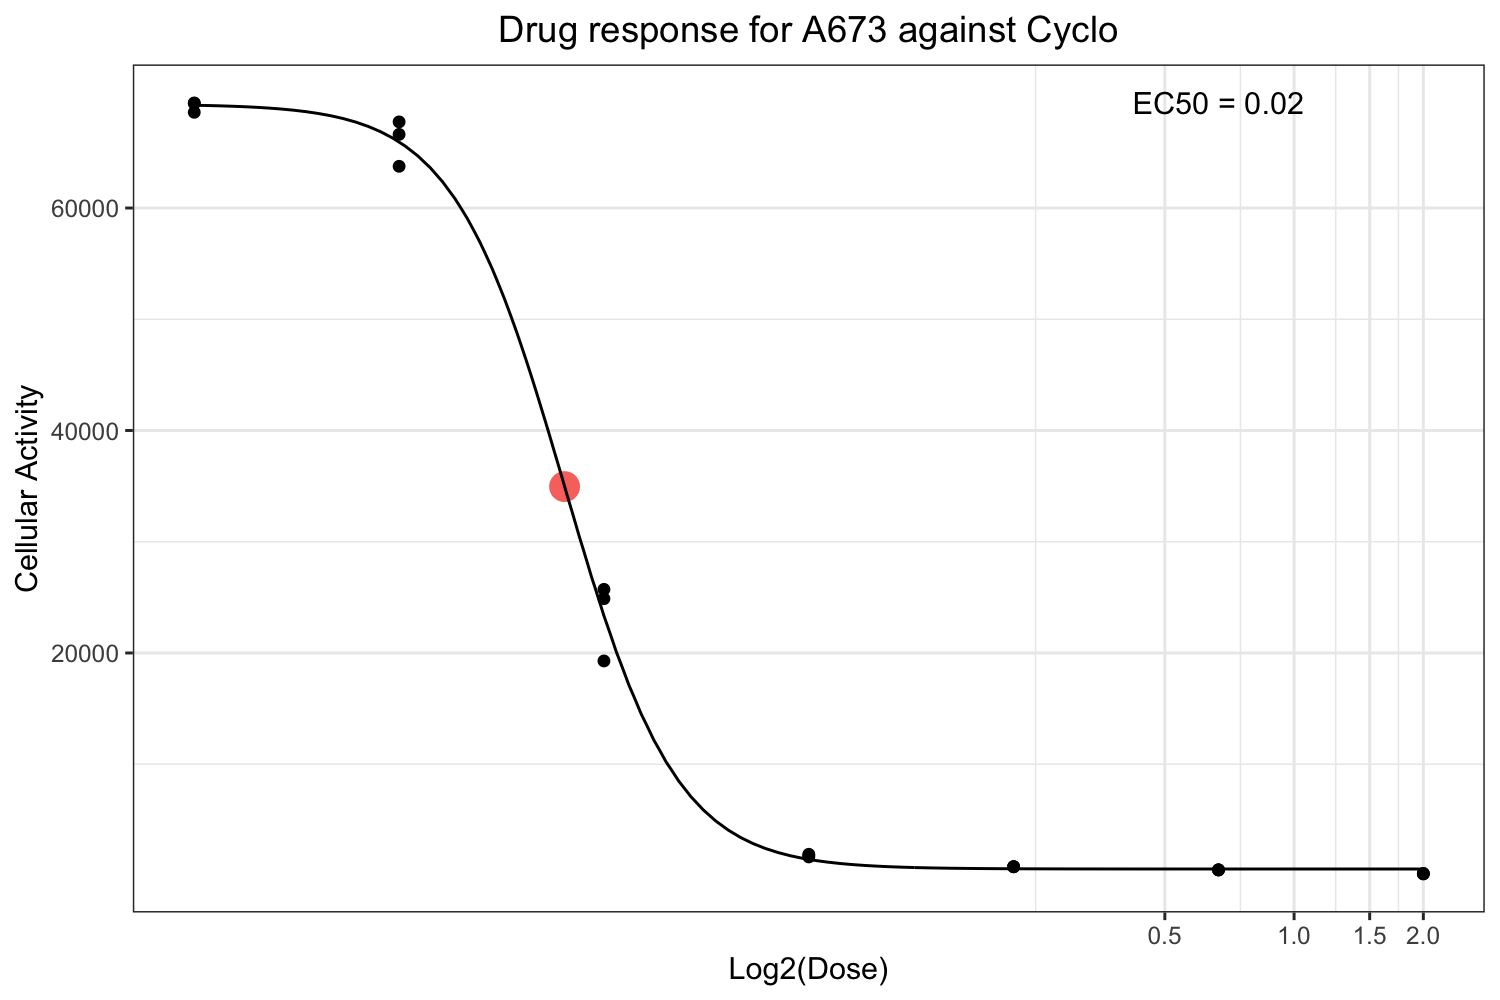 Drug response for A673 against Cyclo
EC50 = 0.02
60000
40000
20000
Cellular Activity
0.5 1.0 1.5 2.0
Log2(Dose)